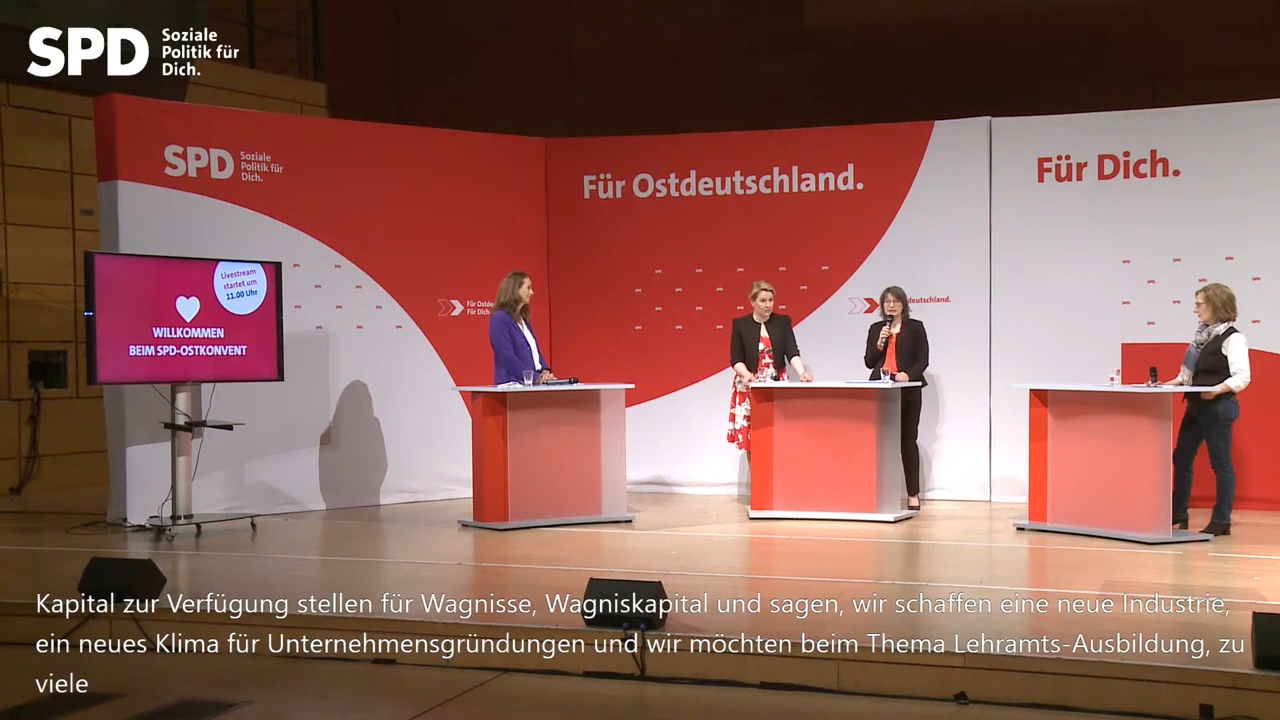 SPD
Soziale
Politik für
Dich.
SPD
Soziale
Politik für
Dich.
Für Ostdeutschland.
Für Dich.
Livestream
startet um
11.00 Uhr
WILLKOMMEN
BEIM SPD-OSTKONVENT
Für Dich
Kapital zur Verfügung stellen für Wagnisse, Wagniskapital und sagen, wir schaffen eine neue Industrie,
ein neues Klima für Unternehmensgründungen und wir möchten beim Thema Lehramts-Ausbildung, zu
viele